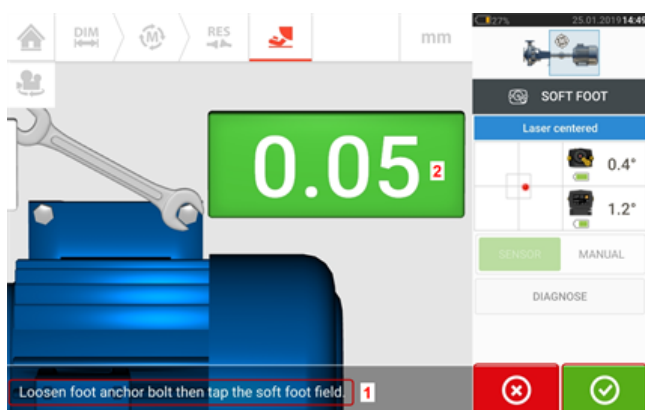 DIM
M
RES
mm
27%
25.01.2019 14:49
SOFT FOOT
Laser centered
0.05
2
0.4°
1.2°
SENSOR
MANUAL
DIAGNOSE
Loosen foot anchor bolt then tap the soft foot field.
1